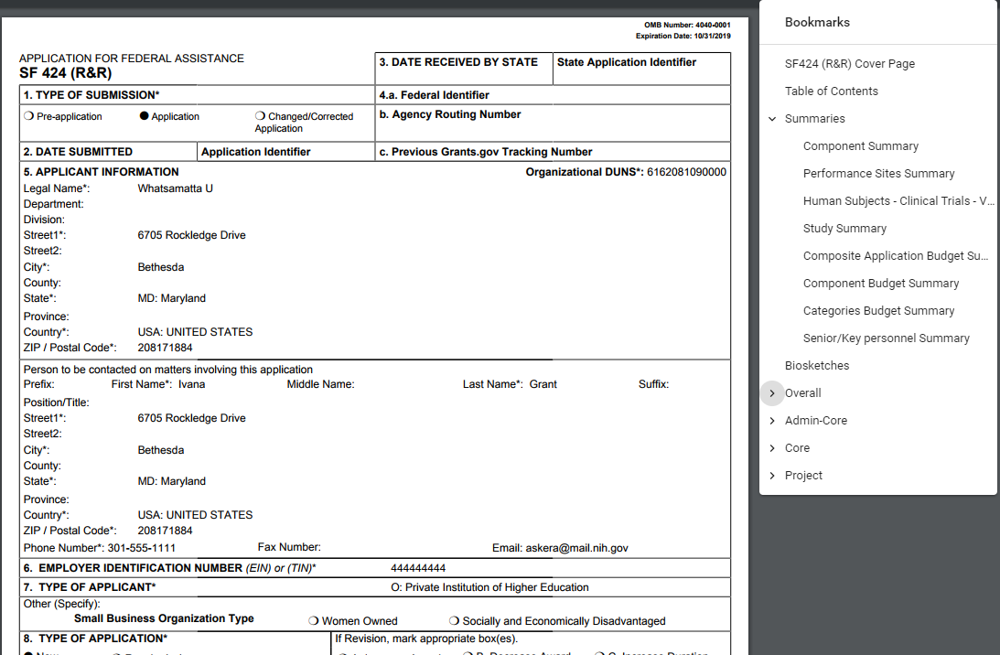 OMB Number: 4040-0001
Expiration Date: 10/31/2019
APPLICATION FOR FEDERAL ASSISTANCE
SF 424 (R&R)
3. DATE RECEIVED BY STATE
State Application Identifier
1. TYPE OF SUBMISSION*
4.a. Federal Identifier
Pre-application
Application
Changed/Corrected
Application
b. Agency Routing Number
2. DATE SUBMITTED
Application Identifier
c. Previous Grants.gov Tracking Number
5. APPLICANT INFORMATION
Organizational DUNS*: 6162081090000
Legal Name*: Whatsamatta U
Department:
Division:
Street1*: 6705 Rockledge Drive
Street2:
City*: Bethesda
County:
State*: MD: Maryland
Province:
Country*: USA: UNITED STATES
ZIP / Postal Code*: 208171884
Person to be contacted on matters involving this application
Prefix: First Name*: Ivana Middle Name: Last Name*: Grant Suffix:
Position/Title:
Street1*: 6705 Rockledge Drive
Street2:
City*: Bethesda
County:
State*: MD: Maryland
Province:
Country*: USA: UNITED STATES
ZIP / Postal Code*: 208171884
Phone Number*: 301-555-1111 Fax Number: Email: askera@mail.nih.gov
6. EMPLOYER IDENTIFICATION NUMBER (EIN) or (TIN)* 444444444
7. TYPE OF APPLICANT* O: Private Institution of Higher Education
Other (Specify):
Small Business Organization Type Women Owned Socially and Economically Disadvantaged
8. TYPE OF APPLICATION*
If Revision, mark appropriate box(es).
Bookmarks
SF424 (R&R) Cover Page
Table of Contents
Summaries
Component Summary
Performance Sites Summary
Human Subjects - Clinical Trials - V...
Study Summary
Composite Application Budget Su...
Component Budget Summary
Categories Budget Summary
Senior/Key personnel Summary
Biosketches
Overall
Admin-Core
Core
Project